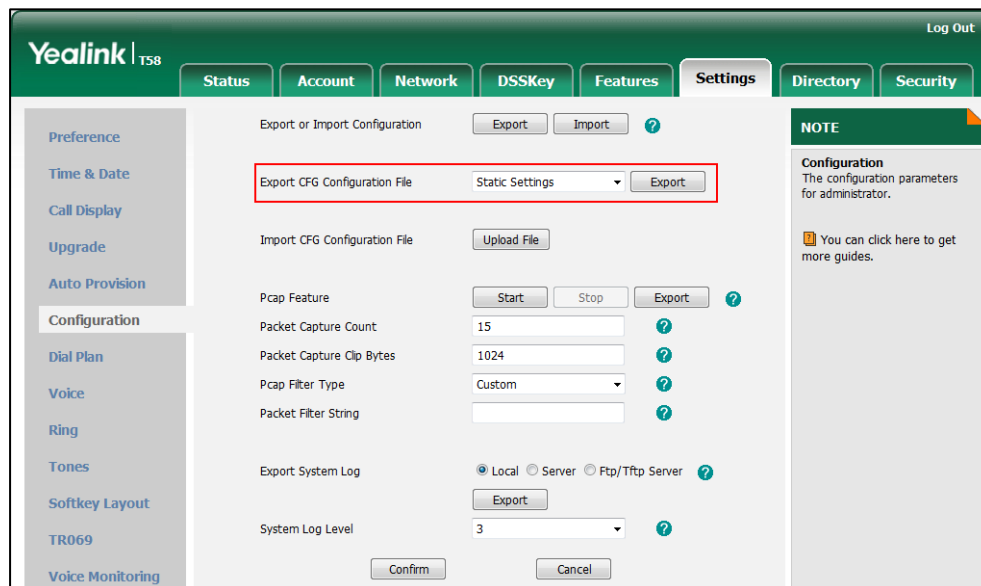 Log Out
Yealink | T58
Status Account Network DSSKey Features Settings Directory Security
Preference
Time & Date
Call Display
Upgrade
Auto Provision
Configuration
Dial Plan
Voice
Ring
Tones
Softkey Layout
TR069
Voice Monitoring
Export or Import Configuration Export Import ?
Export CFG Configuration File Static Settings Export
Import CFG Configuration File Upload File
Pcap Feature Start Stop Export ?
Packet Capture Count 15 ?
Packet Capture Clip Bytes 1024 ?
Pcap Filter Type Custom ?
Packet Filter String ?
Export System Log Local Server Ftp/Tftp Server ?
Export
System Log Level 3 ?
Confirm Cancel
NOTE
Configuration
The configuration parameters
for administrator.
? You can click here to get
more guides.